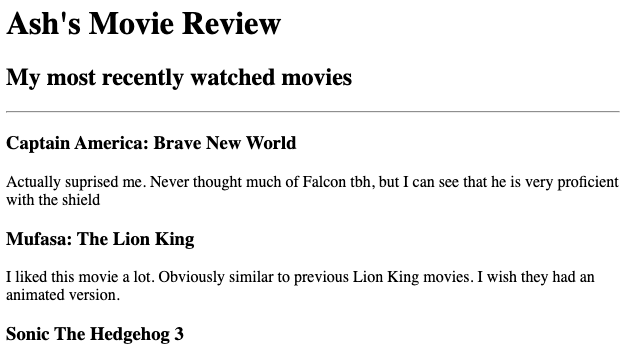 Ash's Movie Review
My most recently watched movies
Captain America: Brave New World
Actually suprised me. Never thought much of Falcon tbh, but I can see that he is very proficient
with the shield
Mufasa: The Lion King
I liked this movie a lot. Obviously similar to previous Lion King movies. I wish they had an
animated version.
Sonic The Hedgehog 3